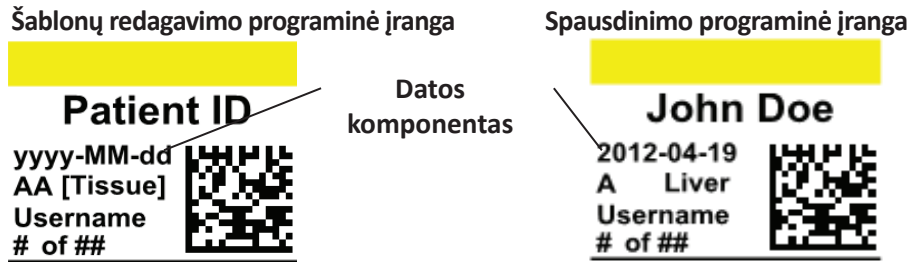 Šablonų redagavimo programinė įranga
Spausdinimo programinė įranga
Patient ID
yyyy-MM-dd
AA [Tissue]
Username
# of ##
Datos
komponentas
John Doe
2012-04-19
A Liver
Username
# of ##